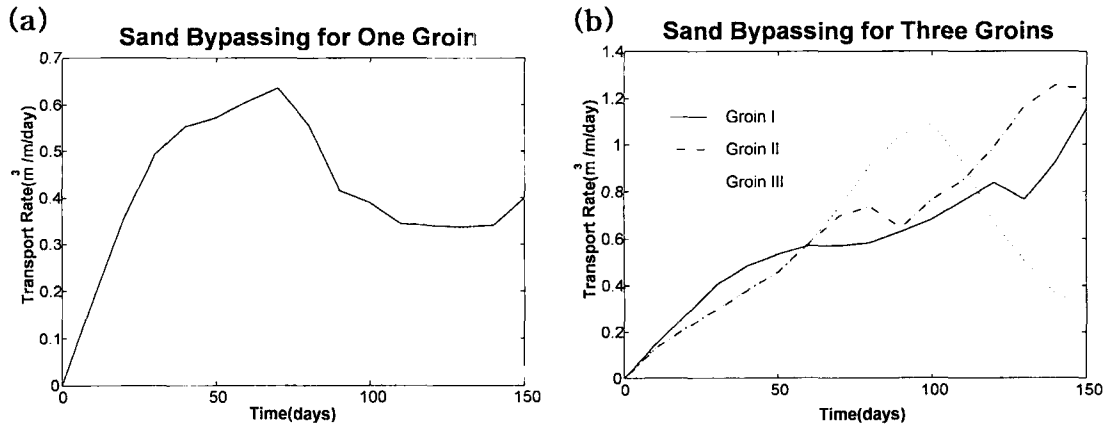 (a)
Sand Bypassing for One Groin
Transport Rate(m³/m/day)
0.7
0.6
0.5
0.4
0.3
0.2
0.1
0
0
50
100
150
Time(days)
(b)
Sand Bypassing for Three Groins
Transport Rate(m³/m/day)
1.4
1.2
1
0.8
0.6
0.4
0.2
0
Groin I
Groin II
Groin III
0
50
100
150
Time(days)